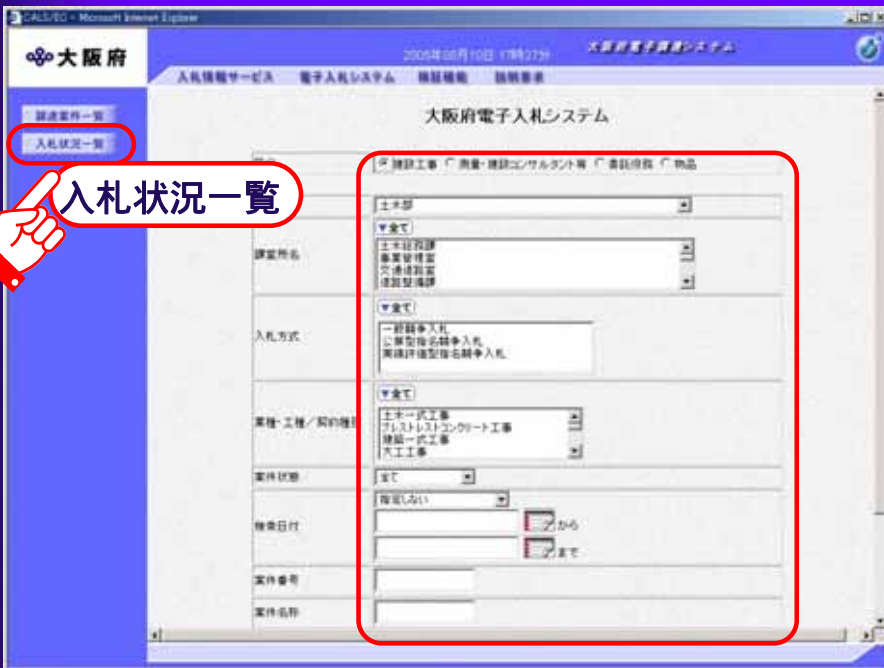 CALS/EC - Microsoft Internet Explorer
大阪府
2005年08月10日 17時27分
大阪府電子調達システム
入札情報サービス 電子入札システム 検証機能 説明要求
調達案件一覧
入札状況一覧
大阪府電子入札システム
建設工事 測量・建設コンサルタント等 委託役務 物品
入札状況一覧
土木部
▼全て
課室所名
土木総務課
事業管理室
交通道路室
道路整備課
▼全て
入札方式
一般競争入札
公募型指名競争入札
実績評価型指名競争入札
▼全て
業種・工種/契約種別
土木一式工事
プレストレストコンクリート工事
建築一式工事
大工工事
案件状態
全て
指定しない
検索日付
から
まで
案件番号
案件名称